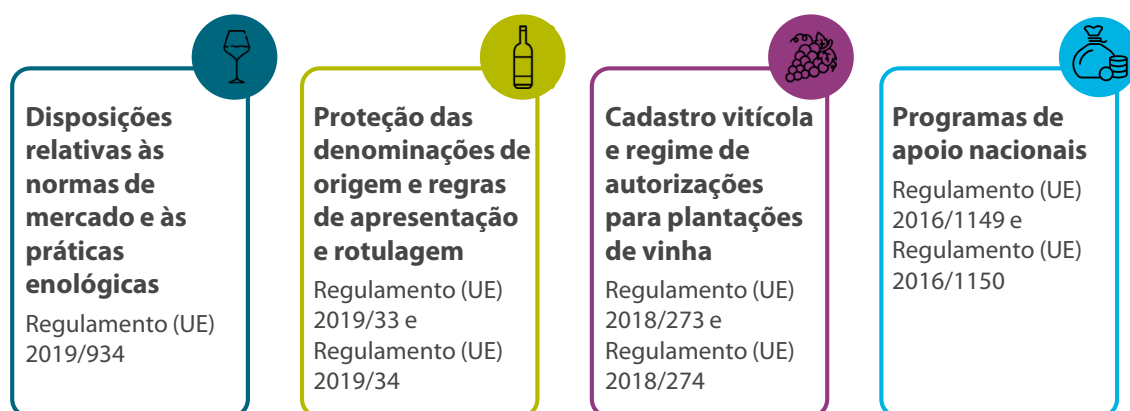 Disposições
relativas às
normas de
mercado e às
práticas
enológicas
Regulamento (UE)
2019/934
Proteção das
denominações de
origem e regras
de apresentação
e rotulagem
Regulamento (UE)
2019/33 e
Regulamento (UE)
2019/34
Cadastro vitícola
e regime de
autorizações
para plantações
de vinha
Regulamento (UE)
2018/273 e
Regulamento (UE)
2018/274
Programas de
apoio nacionais
Regulamento (UE)
2016/1149 e
Regulamento (UE)
2016/1150